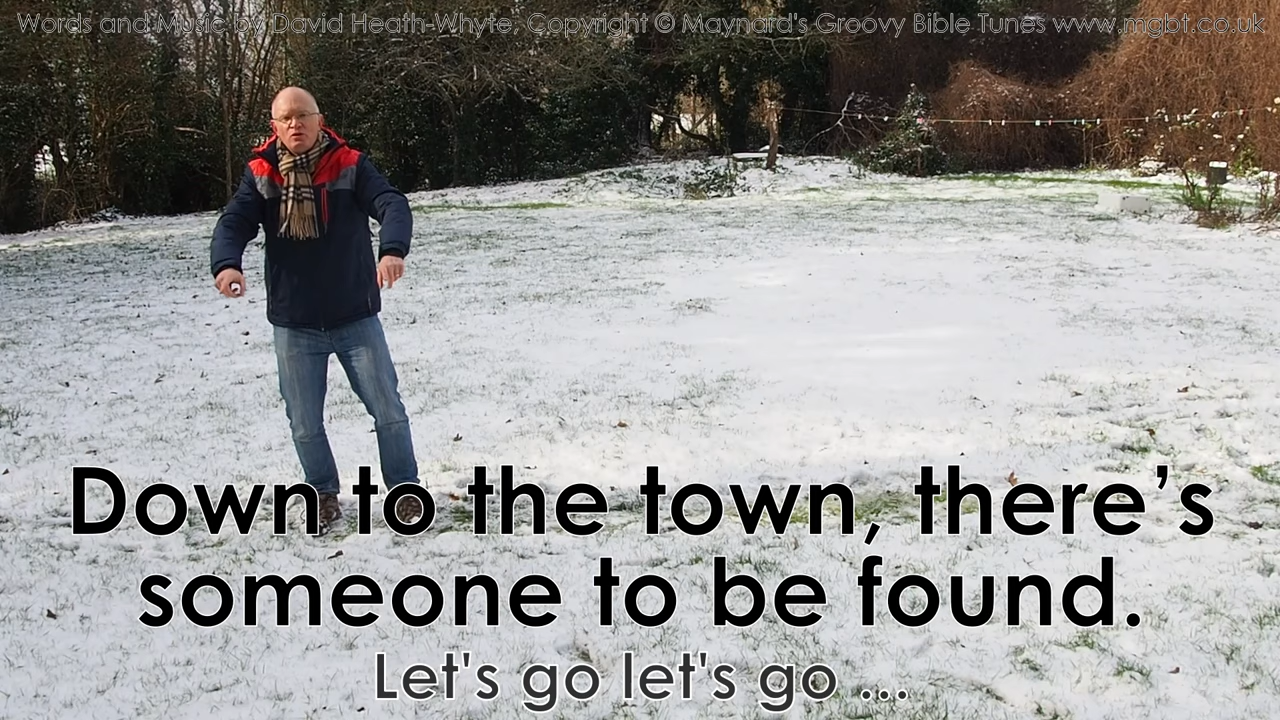 Words and Music by David Heath-Whyte, Copyright © Maynard's Groovy Bible Tunes www.mgbt.co.uk
Down to the town, there’s
someone to be found.
Let's go let's go ...